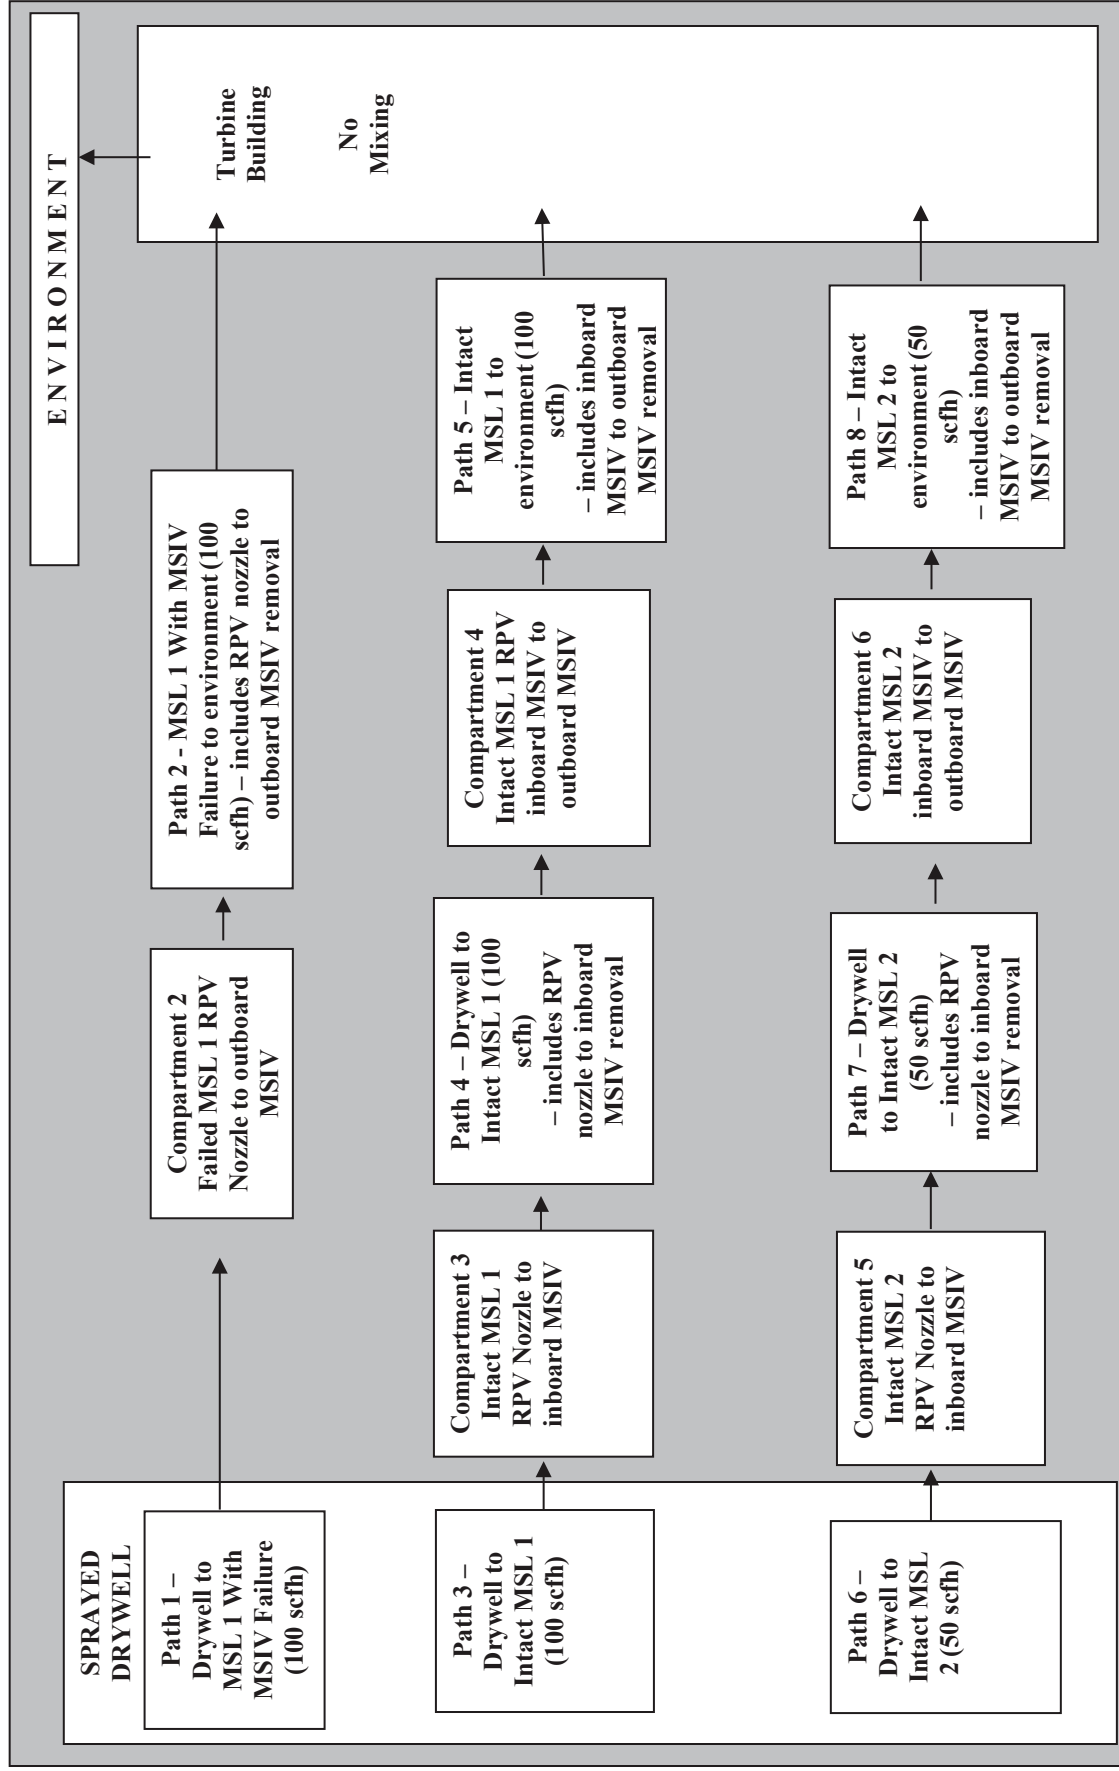 ENVIRONMENT
SPRAYED
DRYWELL
Path 1 –
Drywell to
MSL 1 With
MSIV Failure
(100 scfh)
Compartment 2
Failed MSL 1 RPV
Nozzle to outboard
MSIV
Path 2 - MSL 1 With MSIV
Failure to environment (100
scfh) – includes RPV nozzle to
outboard MSIV removal
Turbine
Building
No
Mixing
Path 3 –
Drywell to
Intact MSL 1
(100 scfh)
Compartment 3
Intact MSL 1
RPV Nozzle to
inboard MSIV
Path 4 – Drywell to
Intact MSL 1 (100
scfh)
– includes RPV
nozzle to inboard
MSIV removal
Compartment 4
Intact MSL 1 RPV
inboard MSIV to
outboard MSIV
Path 5 – Intact
MSL 1 to
environment (100
scfh)
– includes inboard
MSIV to outboard
MSIV removal
Path 6 –
Drywell to
Intact MSL
2 (50 scfh)
Compartment 5
Intact MSL 2
RPV Nozzle to
inboard MSIV
Path 7 – Drywell
to Intact MSL 2
(50 scfh)
– includes RPV
nozzle to inboard
MSIV removal
Compartment 6
Intact MSL 2
inboard MSIV to
outboard MSIV
Path 8 – Intact
MSL 2 to
environment (50
scfh)
– includes inboard
MSIV to outboard
MSIV removal